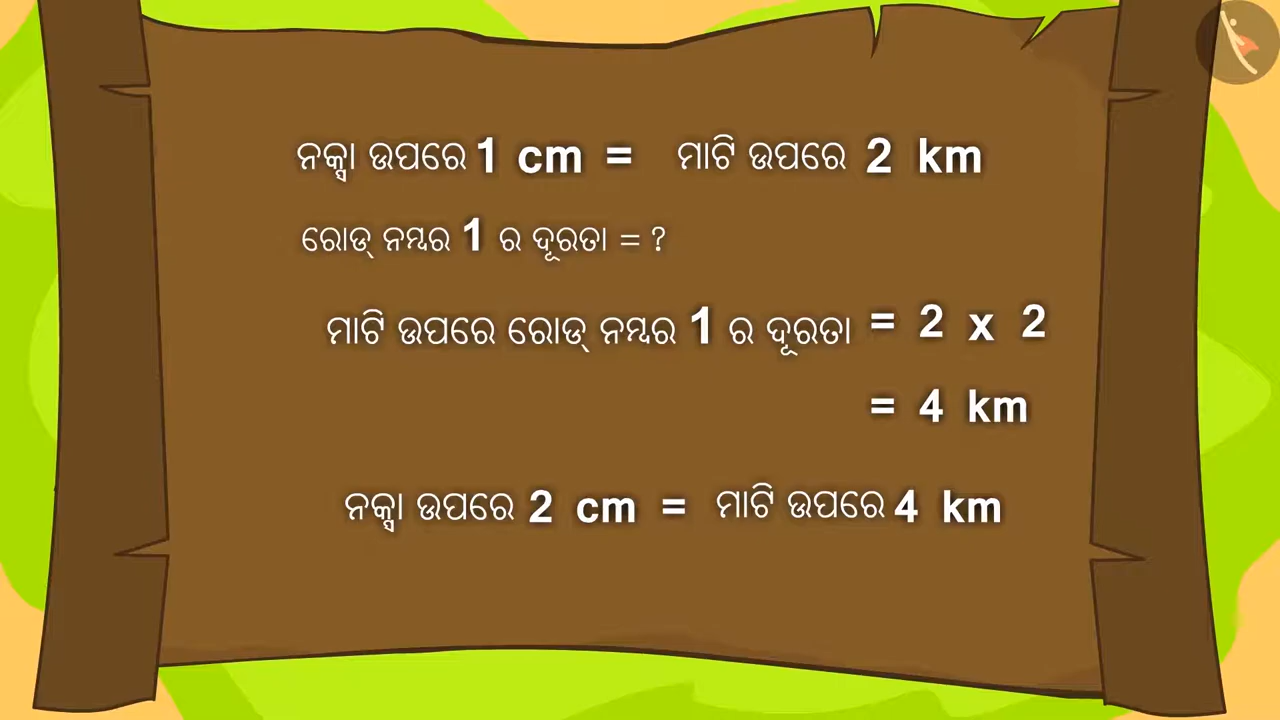 ନକ୍ସା ଉପରେ 1 cm = ମାଟି ଉପରେ 2 km
ରୋଡ୍ ନମ୍ବର 1 ର ଦୂରତା = ?
ମାଟି ଉପରେ ରୋଡ୍ ନମ୍ବର 1 ର ଦୂରତା = 2 x 2
= 4 km
ନକ୍ସା ଉପରେ 2 cm = ମାଟି ଉପରେ 4 km